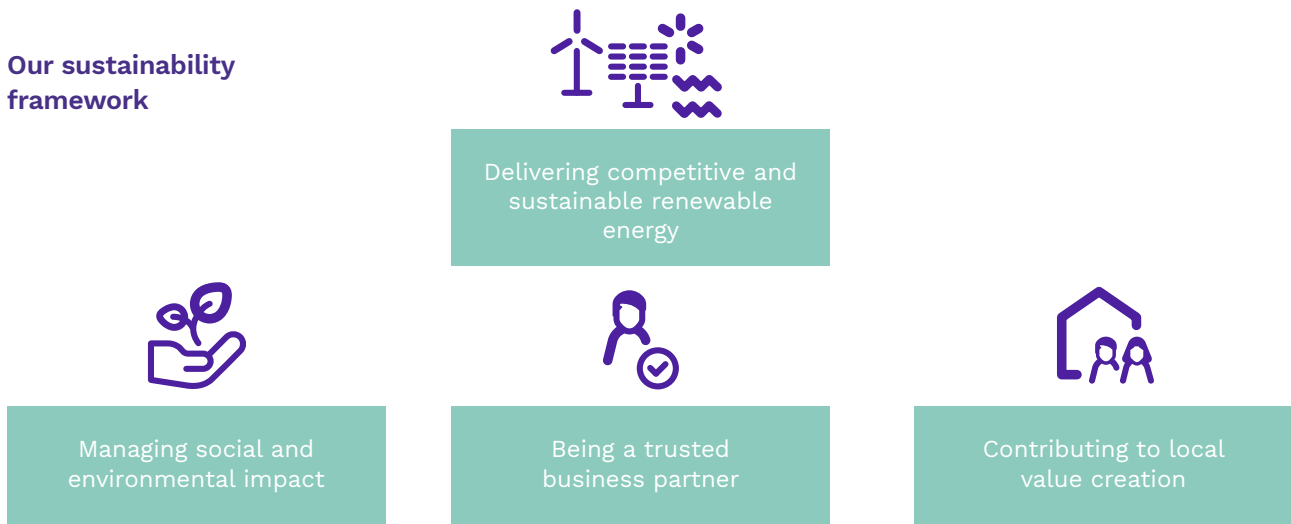 Our sustainability
framework
Delivering competitive and
sustainable renewable
energy
Managing social and
environmental impact
Being a trusted
business partner
Contributing to local
value creation